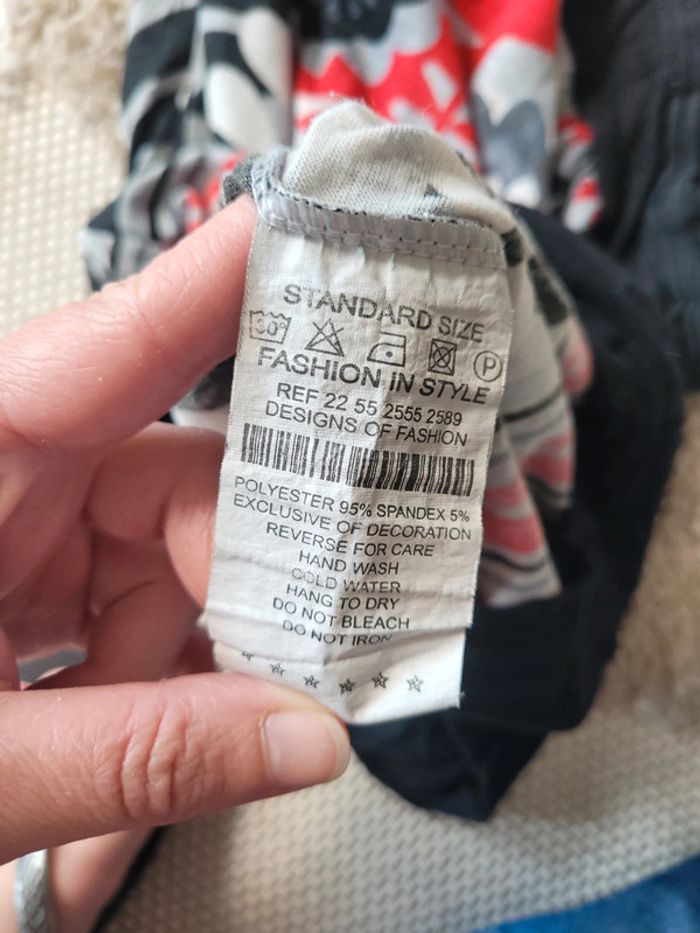 STANDARD SIZE
30° P
FASHION iN STYLE
REF 22 55 2555 2589
DESIGNS OF FASHION
POLYESTER 95% SPANDEX 5%
EXCLUSIVE OF DECORATION
REVERSE FOR CARE
HAND WASH
COLD WATER
HANG TO DRY
DO NOT BLEACH
DO NOT IRON